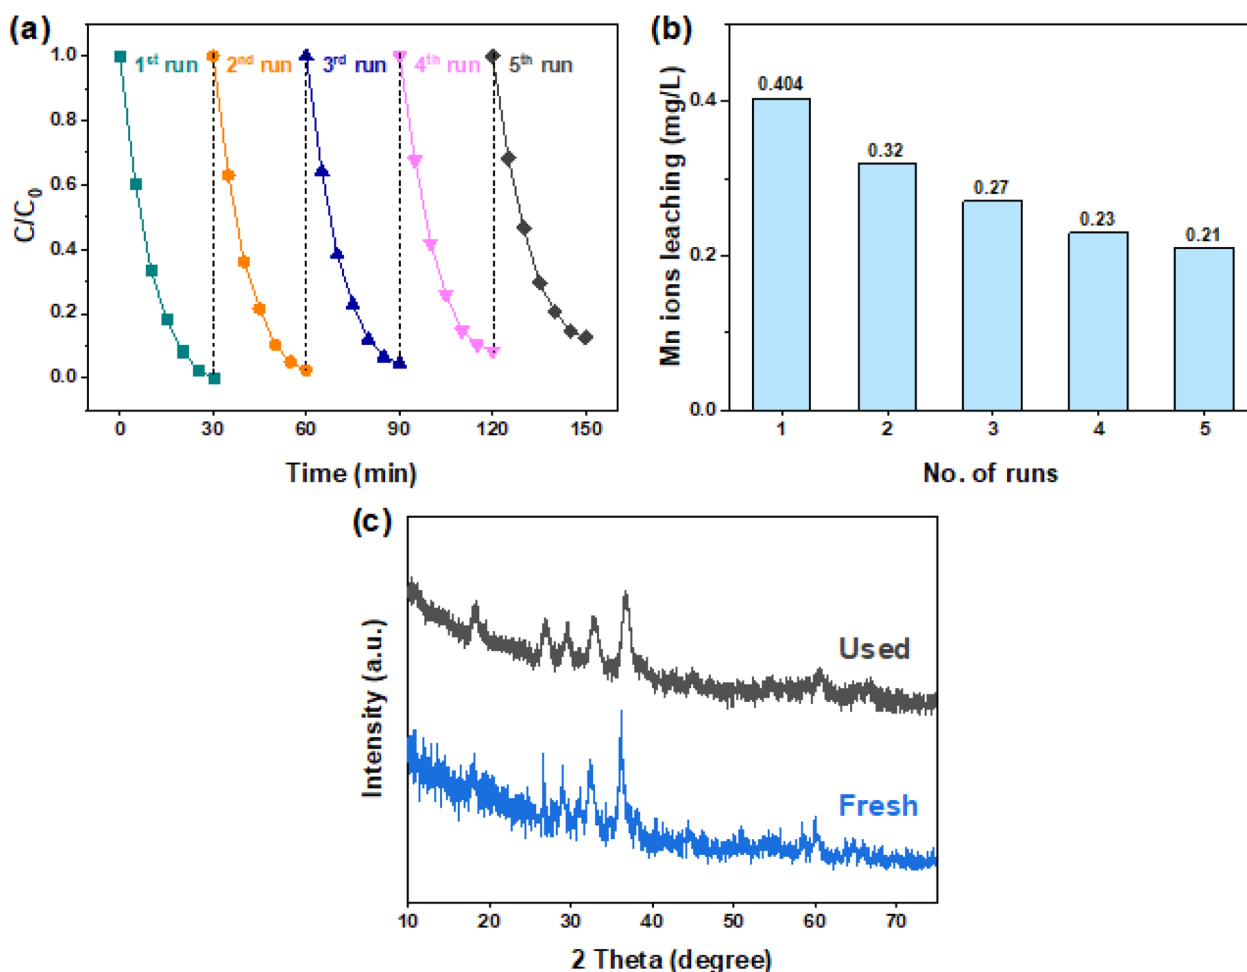 (a)
1st run 2nd run 3rd run 4th run 5th run
1.0
0.8
0.6
0.4
0.2
0.0
C/C0
0 30 60 90 120 150
Time (min)
(b)
0.404
0.32
0.27
0.23
0.21
0.4
0.2
0.0
Mn ions leaching (mg/L)
1 2 3 4 5
No. of runs
(c)
Used
Fresh
Intensity (a.u.)
10 20 30 40 50 60 70
2 Theta (degree)